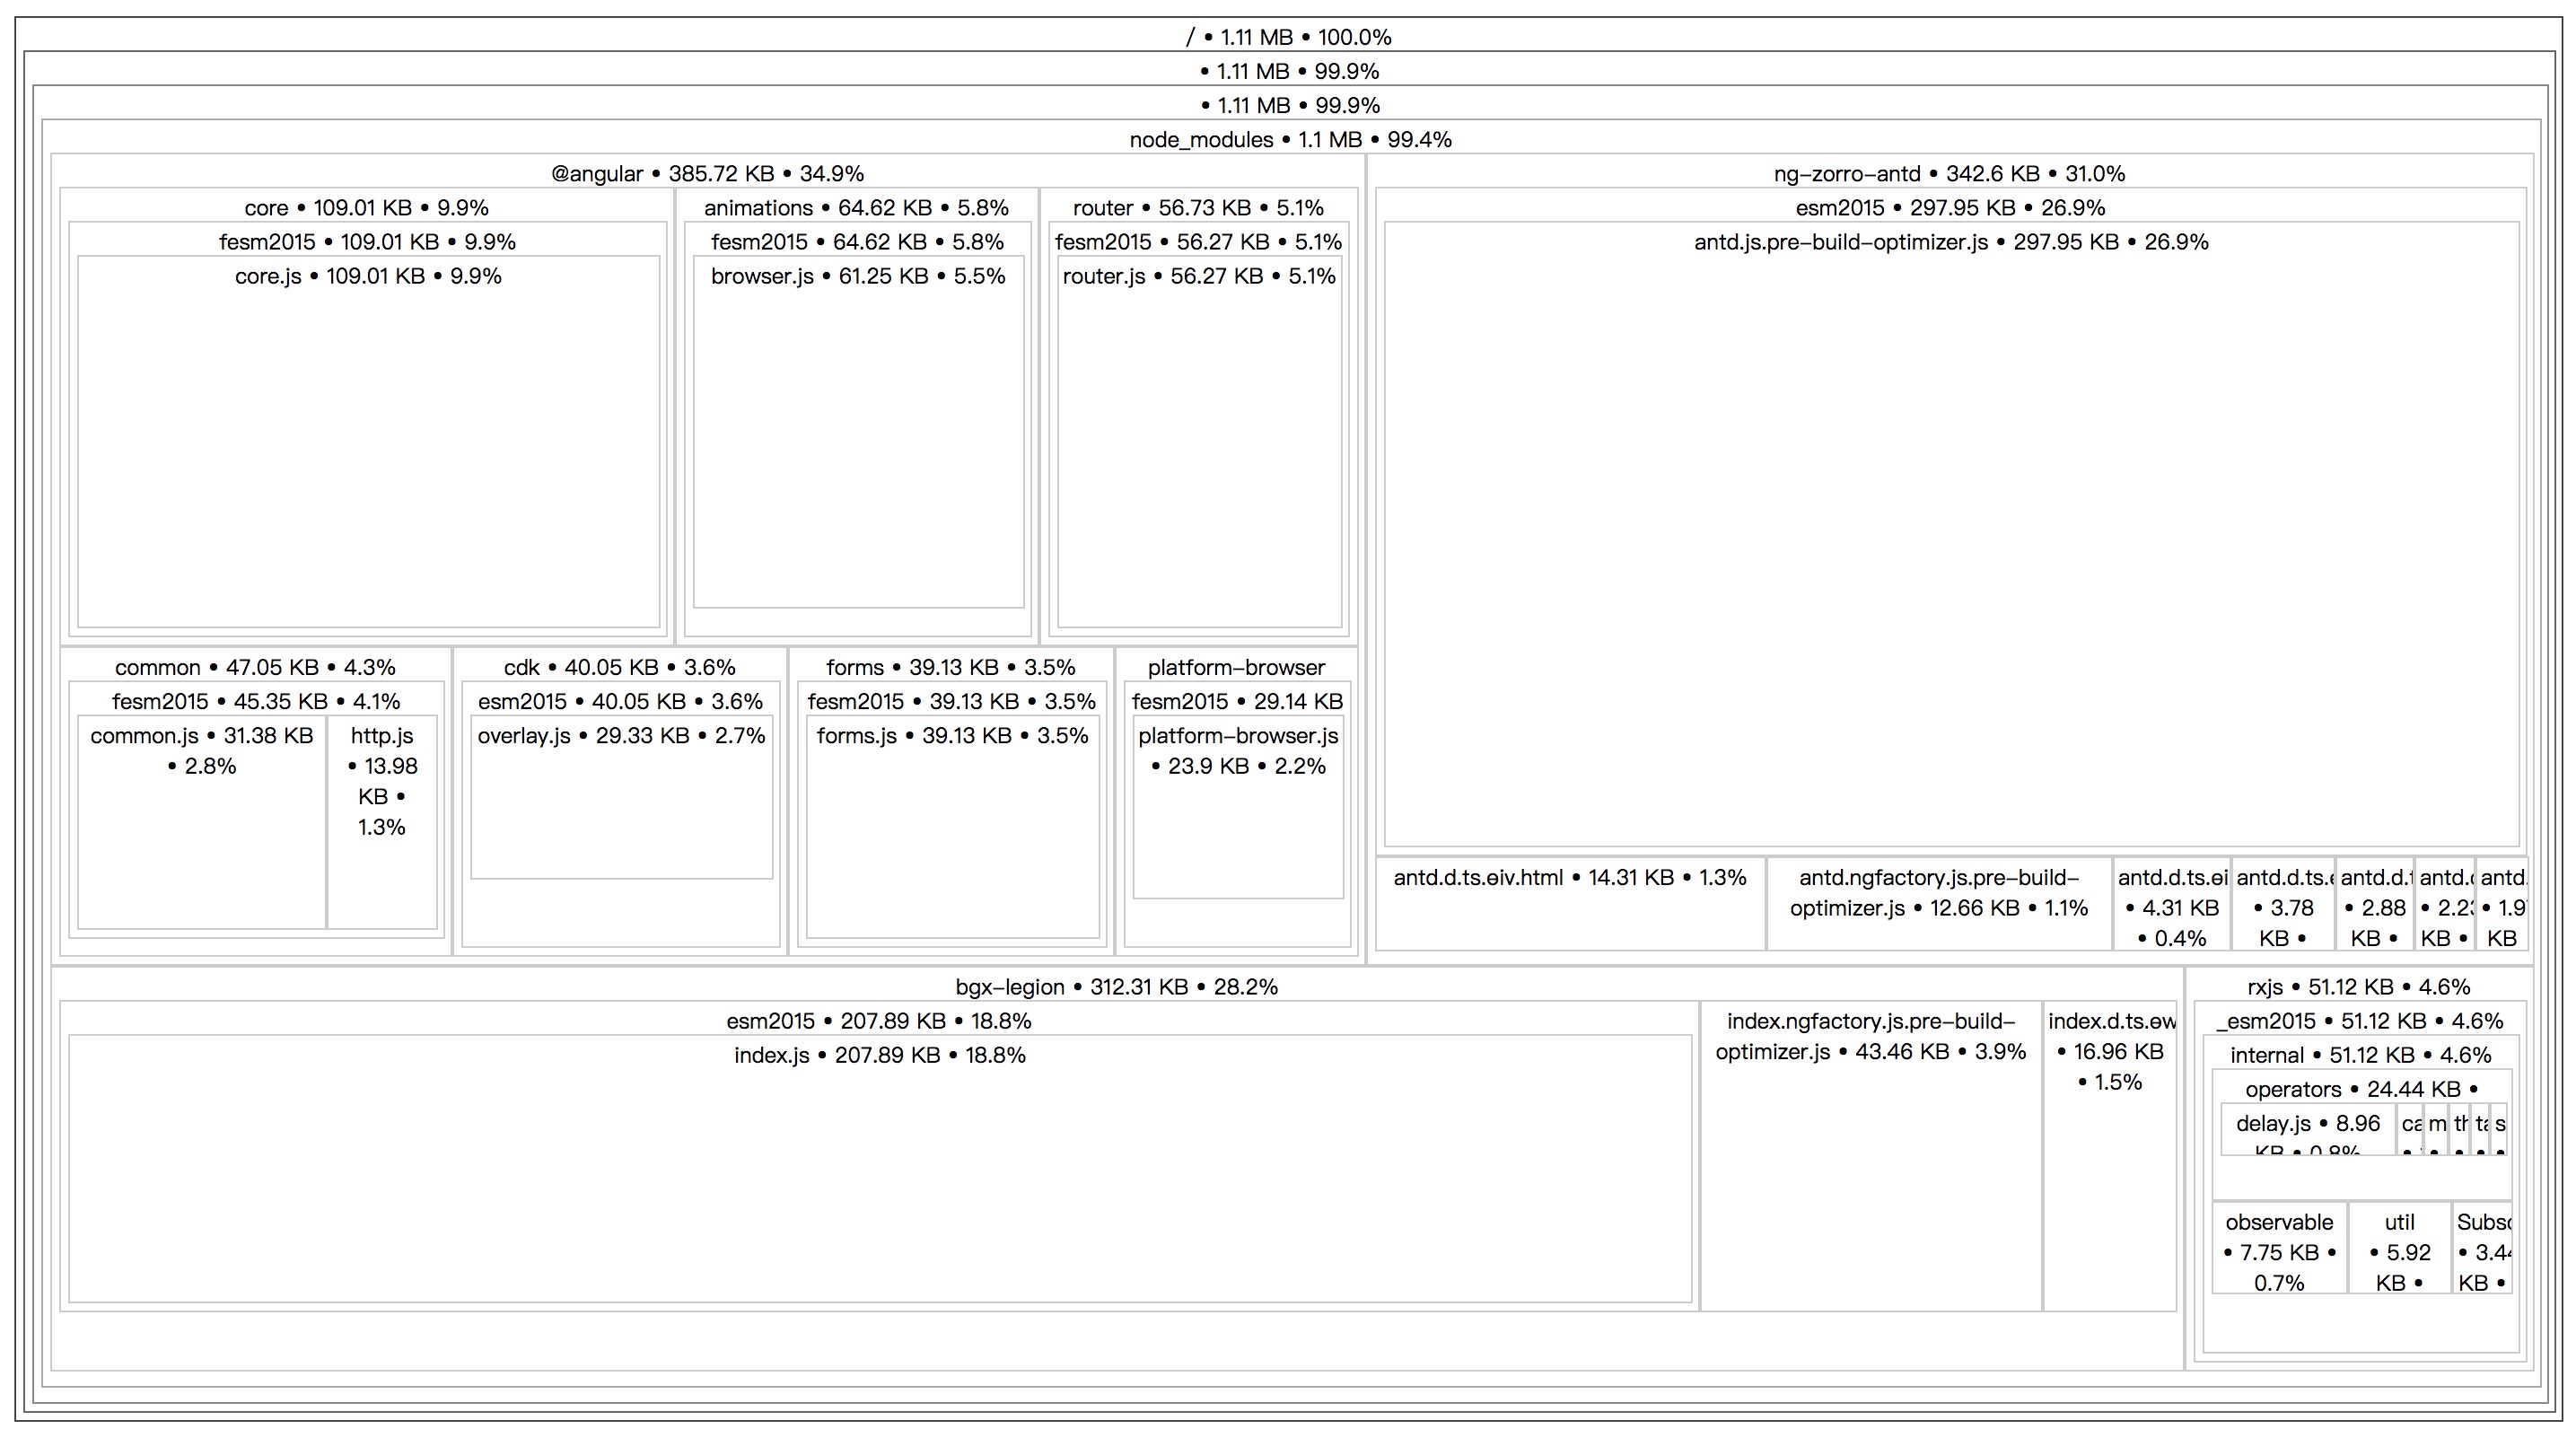 / • 1.11 MB • 100.0%
• 1.11 MB • 99.9%
• 1.11 MB • 99.9%
node_modules • 1.1 MB • 99.4%
@angular • 385.72 KB • 34.9%
core • 109.01 KB • 9.9%
fesm2015 • 109.01 KB • 9.9%
core.js • 109.01 KB • 9.9%
animations • 64.62 KB • 5.8%
fesm2015 • 64.62 KB • 5.8%
browser.js • 61.25 KB • 5.5%
router • 56.73 KB • 5.1%
fesm2015 • 56.27 KB • 5.1%
router.js • 56.27 KB • 5.1%
common • 47.05 KB • 4.3%
fesm2015 • 45.35 KB • 4.1%
common.js • 31.38 KB
• 2.8%
http.js
• 13.98
KB •
1.3%
cdk • 40.05 KB • 3.6%
esm2015 • 40.05 KB • 3.6%
overlay.js • 29.33 KB • 2.7%
forms • 39.13 KB • 3.5%
fesm2015 • 39.13 KB • 3.5%
forms.js • 39.13 KB • 3.5%
platform-browser
fesm2015 • 29.14 KB
platform-browser.js
• 23.9 KB • 2.2%
ng-zorro-antd • 342.6 KB • 31.0%
esm2015 • 297.95 KB • 26.9%
antd.js.pre-build-optimizer.js • 297.95 KB • 26.9%
antd.d.ts.ɵiv.html • 14.31 KB • 1.3%
antd.ngfactory.js.pre-build-
optimizer.js • 12.66 KB • 1.1%
antd.d.ts.ɵi
• 4.31 KB
• 0.4%
antd.d.ts.
• 3.78
KB •
antd.d.
• 2.88
KB •
antd.
• 2.2
KB •
antd.
• 1.9
KB
bgx-legion • 312.31 KB • 28.2%
esm2015 • 207.89 KB • 18.8%
index.js • 207.89 KB • 18.8%
index.ngfactory.js.pre-build-
optimizer.js • 43.46 KB • 3.9%
index.d.ts.ɵw
• 16.96 KB
• 1.5%
rxjs • 51.12 KB • 4.6%
_esm2015 • 51.12 KB • 4.6%
internal • 51.12 KB • 4.6%
operators • 24.44 KB •
delay.js • 8.96
KB • 0.8%
ca
m
th
ta
s
observable
• 7.75 KB •
0.7%
util
• 5.92
KB •
Subsc
• 3.44
KB •